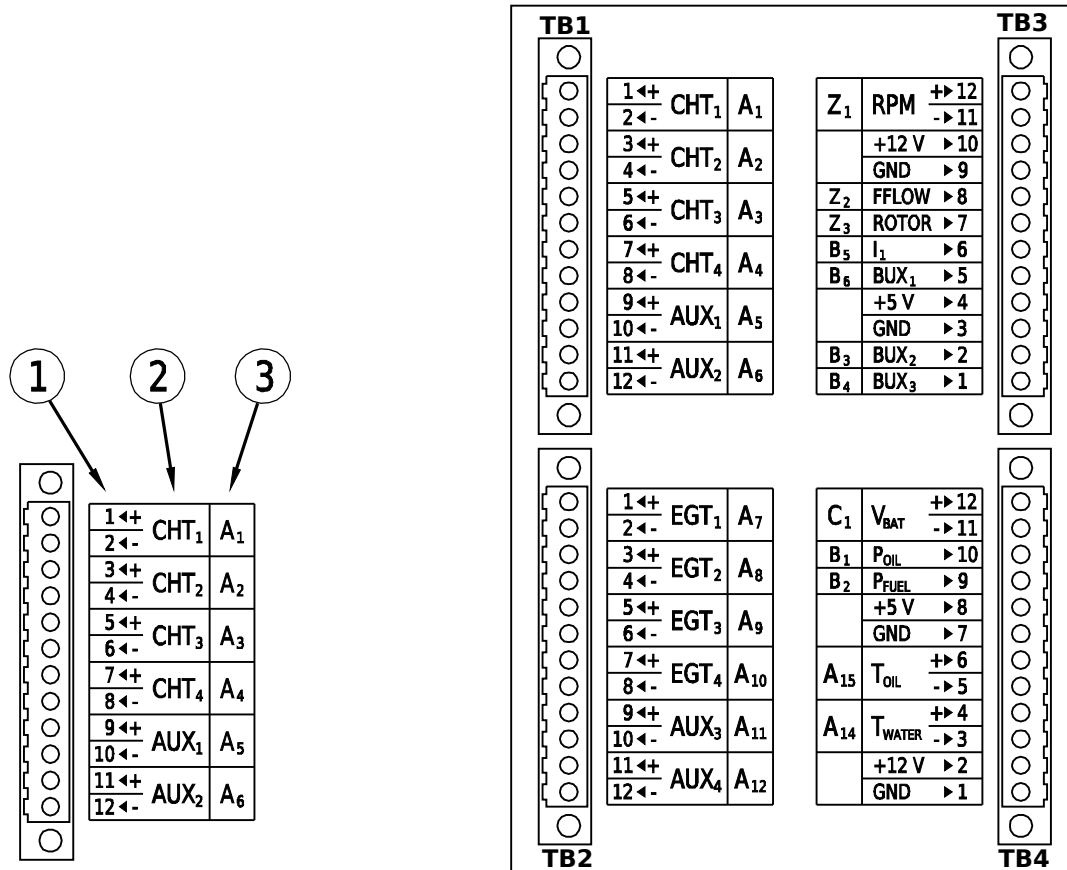 1 2 3
1◄+ CHT₁ A₁
2◄-
3◄+ CHT₂ A₂
4◄-
5◄+ CHT₃ A₃
6◄-
7◄+ CHT₄ A₄
8◄-
9◄+ AUX₁ A₅
10◄-
11◄+ AUX₂ A₆
12◄-
TB1
1◄+ CHT₁ A₁
2◄-
3◄+ CHT₂ A₂
4◄-
5◄+ CHT₃ A₃
6◄-
7◄+ CHT₄ A₄
8◄-
9◄+ AUX₁ A₅
10◄-
11◄+ AUX₂ A₆
12◄-
TB3
Z₁ RPM +►12
-►11
+12 V ►10
GND ►9
Z₂ FFLOW ►8
Z₃ ROTOR ►7
B₅ I₁ ►6
B₆ BUX₁ ►5
+5 V ►4
GND ►3
B₃ BUX₂ ►2
B₄ BUX₃ ►1
1◄+ EGT₁ A₇
2◄-
3◄+ EGT₂ A₈
4◄-
5◄+ EGT₃ A₉
6◄-
7◄+ EGT₄ A₁₀
8◄-
9◄+ AUX₃ A₁₁
10◄-
11◄+ AUX₄ A₁₂
12◄-
TB2
C₁ VBAT +►12
-►11
B₁ POIL ►10
B₂ PFUEL ►9
+5 V ►8
GND ►7
A₁₅ TOIL +►6
-►5
A₁₄ TWATER +►4
-►3
+12 V ►2
GND ►1
TB4